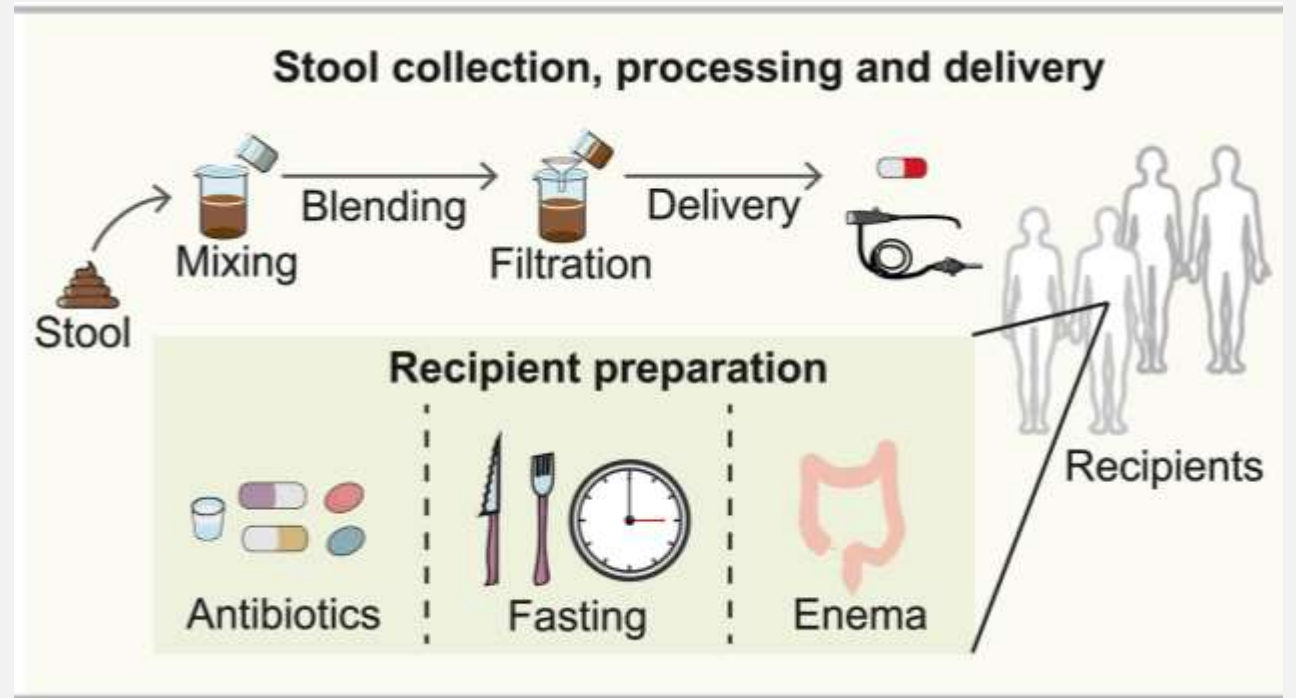 Stool collection, processing and delivery
Blending
Delivery
Mixing
Filtration
Stool
Recipient preparation
Recipients
Antibiotics
Fasting
Enema